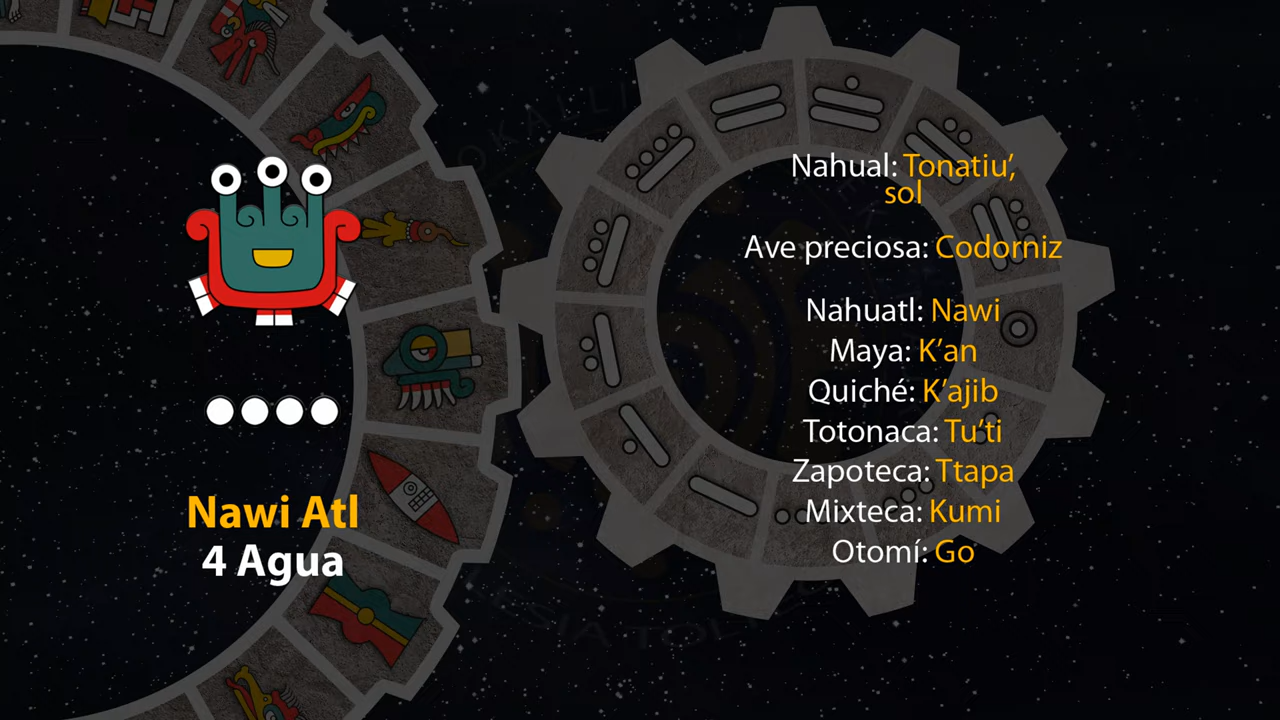 Nahual: Tonatiu’,
sol
Ave preciosa: Codorniz
Nahuatl: Nawi
Maya: K’an
Quiché: K’ajib
Totonaca: Tu’ti
Zapoteca: Ttapa
Mixteca: Kumi
Otomí: Go
Nawi Atl
4 Agua